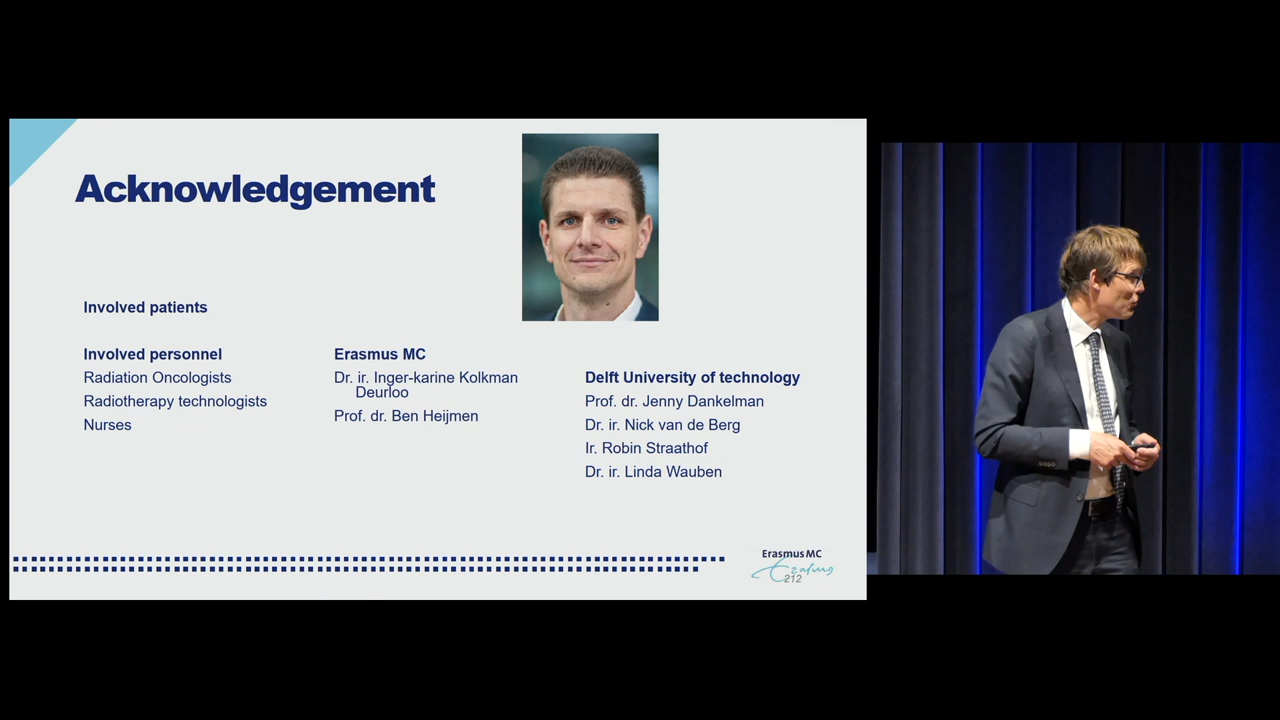 Acknowledgement
Involved patients
Involved personnel
Radiation Oncologists
Radiotherapy technologists
Nurses
Erasmus MC
Dr. ir. Inger-karine Kolkman
Deurloo
Prof. dr. Ben Heijmen
Delft University of technology
Prof. dr. Jenny Dankelman
Dr. ir. Nick van de Berg
Ir. Robin Straathof
Dr. ir. Linda Wauben
Erasmus MC
Erasmus
212